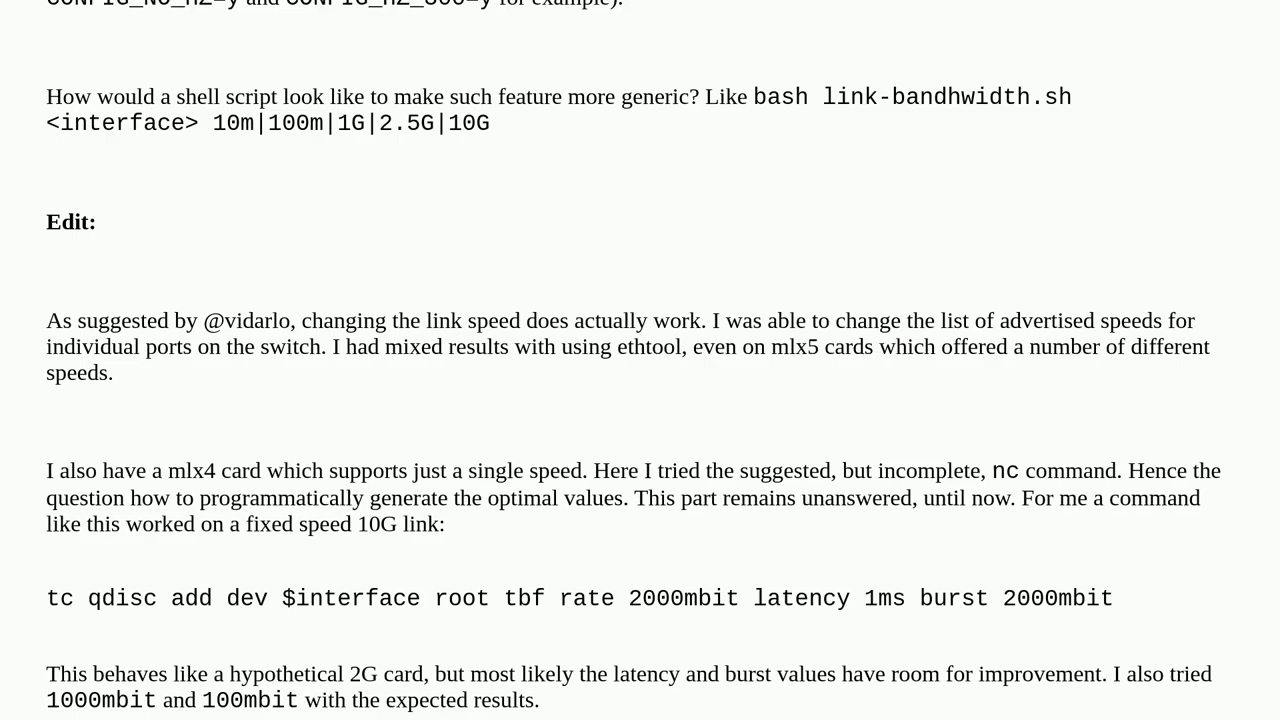 CONFIG_NO_HZ=y and CONFIG_HZ_300=y for example).
How would a shell script look like to make such feature more generic? Like bash link-bandhwidth.sh
<interface> 10m|100m|1G|2.5G|10G
Edit:
As suggested by @vidarlo, changing the link speed does actually work. I was able to change the list of advertised speeds for
individual ports on the switch. I had mixed results with using ethtool, even on mlx5 cards which offered a number of different
speeds.
I also have a mlx4 card which supports just a single speed. Here I tried the suggested, but incomplete, nc command. Hence the
question how to programmatically generate the optimal values. This part remains unanswered, until now. For me a command
like this worked on a fixed speed 10G link:
tc qdisc add dev $interface root tbf rate 2000mbit latency 1ms burst 2000mbit
This behaves like a hypothetical 2G card, but most likely the latency and burst values have room for improvement. I also tried
1000mbit and 100mbit with the expected results.